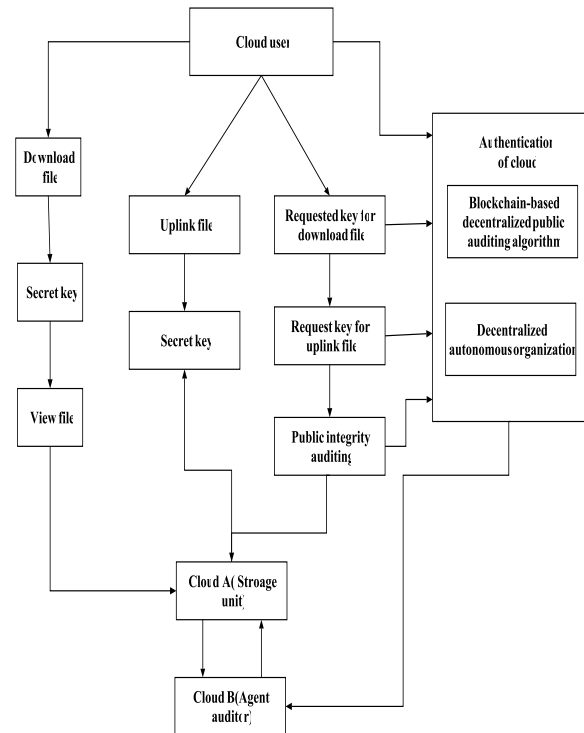 Cloud user
Download
file
Secret key
View file
Uplink file
Secret key
Requested key for
download file
Request key for
uplink file
Public integrity
auditing
Authentication
of cloud
Blockchain-based
decentralized public
auditing algorithm
Decentralized
autonomous organization
Cloud A( Stroage
unit)
Cloud B(Agent
auditor)